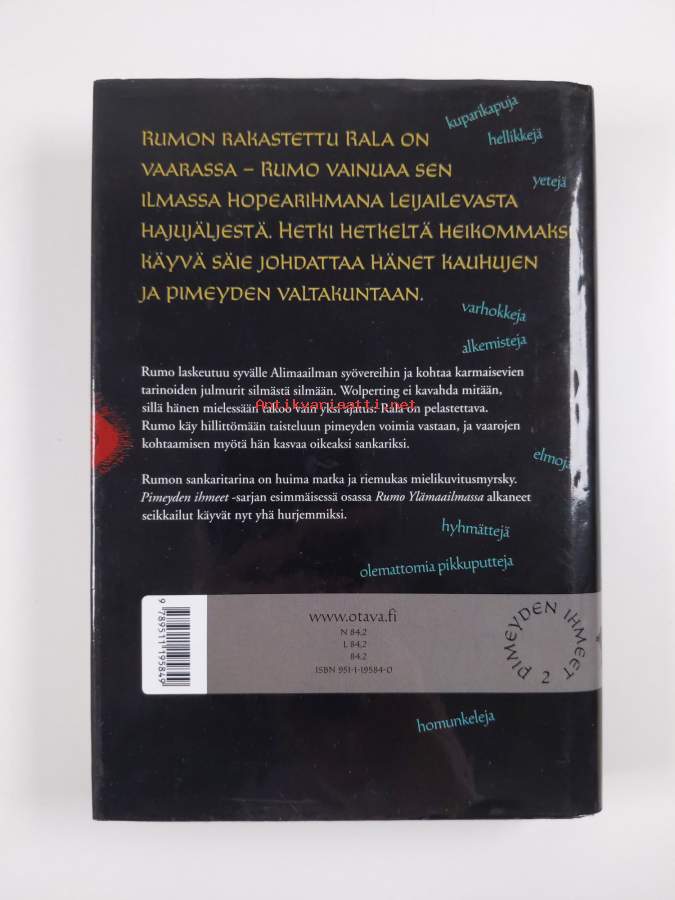 kuparikapuja
hellikkejä
yetejä
Rumon rakastettu Rala on
vaarassa – Rumo vainuaa sen
ilmassa hopearihmana leijailevasta
hajujäljestä. Hetki hetkeltä heikommaksi
käyvä säie johdattaa hänet kauhujen
ja pimeyden valtakuntaan.
varhokkeja
alkemisteja
Rumo laskeutuu syvälle Alimaailman syövereihin ja kohtaa karmaisevien
tarinoiden julmurit silmästä silmään. Wolperting ei kavahda mitään,
sillä hänen mielessään takoo vain yksi ajatus: Rala on pelastettava.
Antikvariaatti.net
Rumo käy hillittömään taisteluun pimeyden voimia vastaan, ja vaarojen
kohtaamisen myötä hän kasvaa oikeaksi sankariksi.
elmoja
Rumon sankaritarina on huima matka ja riemukas mielikuvitusmyrsky.
Pimeyden ihmeet -sarjan esimmäisessä osassa Rumo Ylämaailmassa alkaneet
seikkailut käyvät nyt yhä hurjemmiksi.
hyhmättejä
olemattomia pikkuputteja
9 789511 195849
www.otava.fi
N 84.2
L 84.2
84.2
ISBN 951-1-19584-0
PIMEYDEN IHMEET
2
homunkeleja